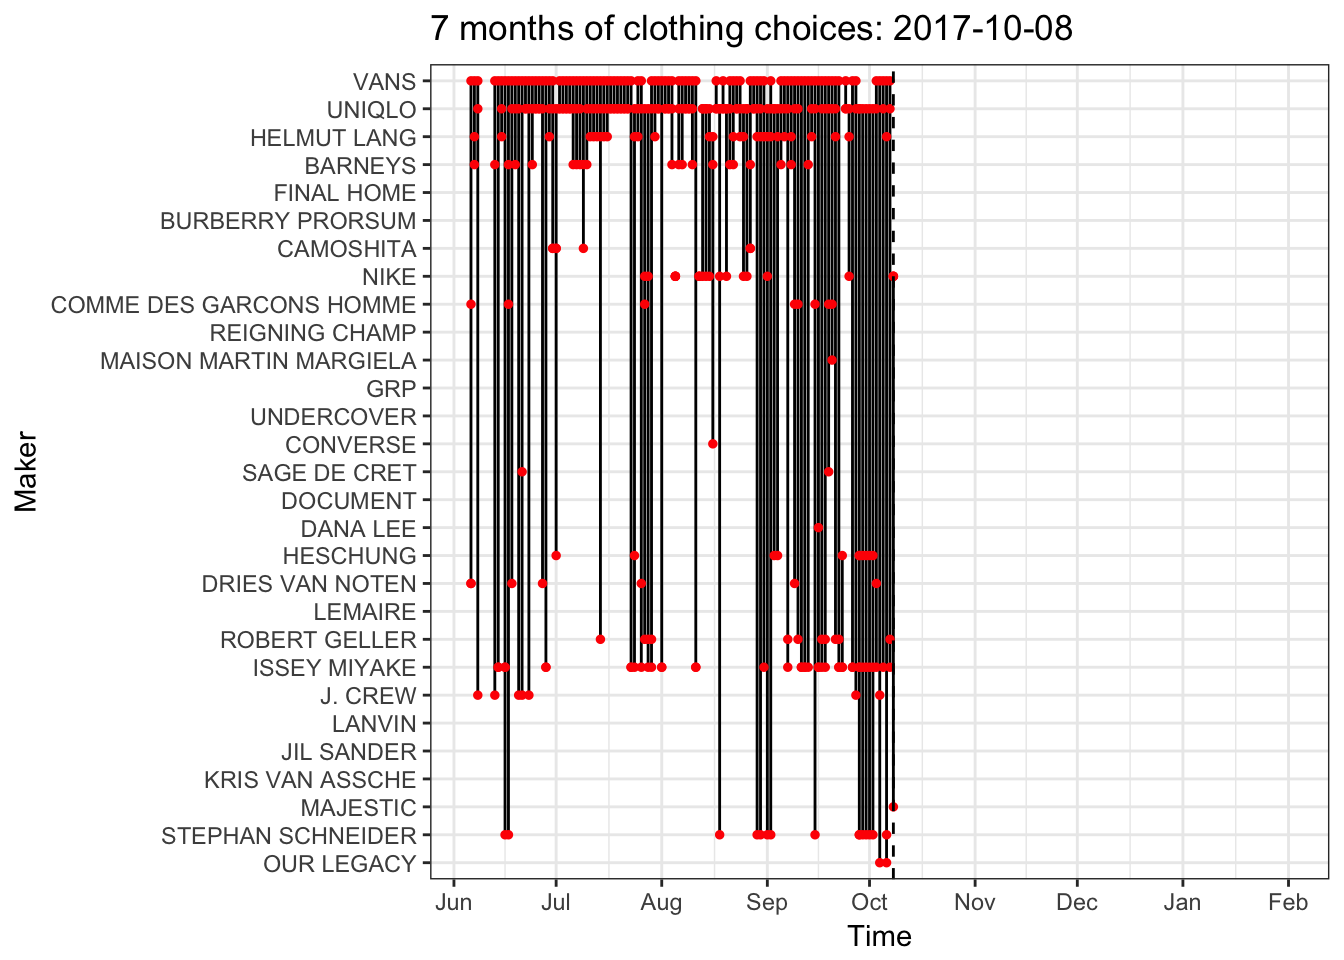 7 months of clothing choices: 2017-10-08
VANS
UNIQLO
HELMUT LANG
BARNEYS
FINAL HOME
BURBERRY PRORSUM
CAMOSHITA
NIKE
COMME DES GARCONS HOMME
REIGNING CHAMP
MAISON MARTIN MARGIELA
GRP
UNDERCOVER
CONVERSE
SAGE DE CRET
DOCUMENT
DANA LEE
HESCHUNG
DRIES VAN NOTEN
LEMAIRE
ROBERT GELLER
ISSEY MIYAKE
J. CREW
LANVIN
JIL SANDER
KRIS VAN ASSCHE
MAJESTIC
STEPHAN SCHNEIDER
OUR LEGACY
Maker
Jun Jul Aug Sep Oct Nov Dec Jan Feb
Time